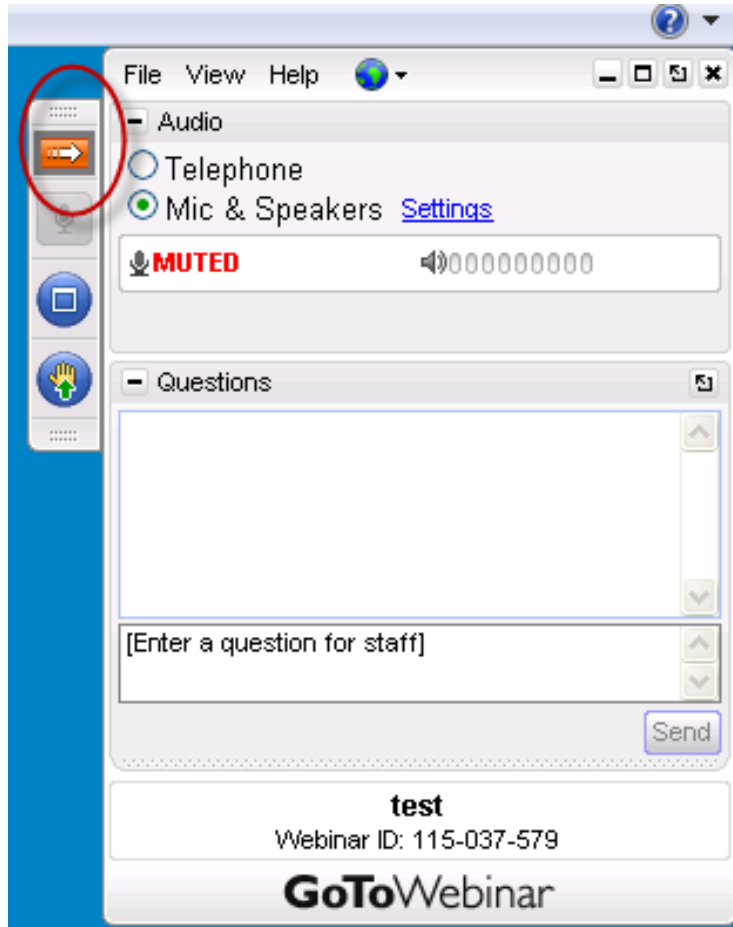 File View Help
Audio
Telephone
Mic & Speakers Settings
MUTED 000000000
Questions
[Enter a question for staff]
Send
test
Webinar ID: 115-037-579
GoToWebinar